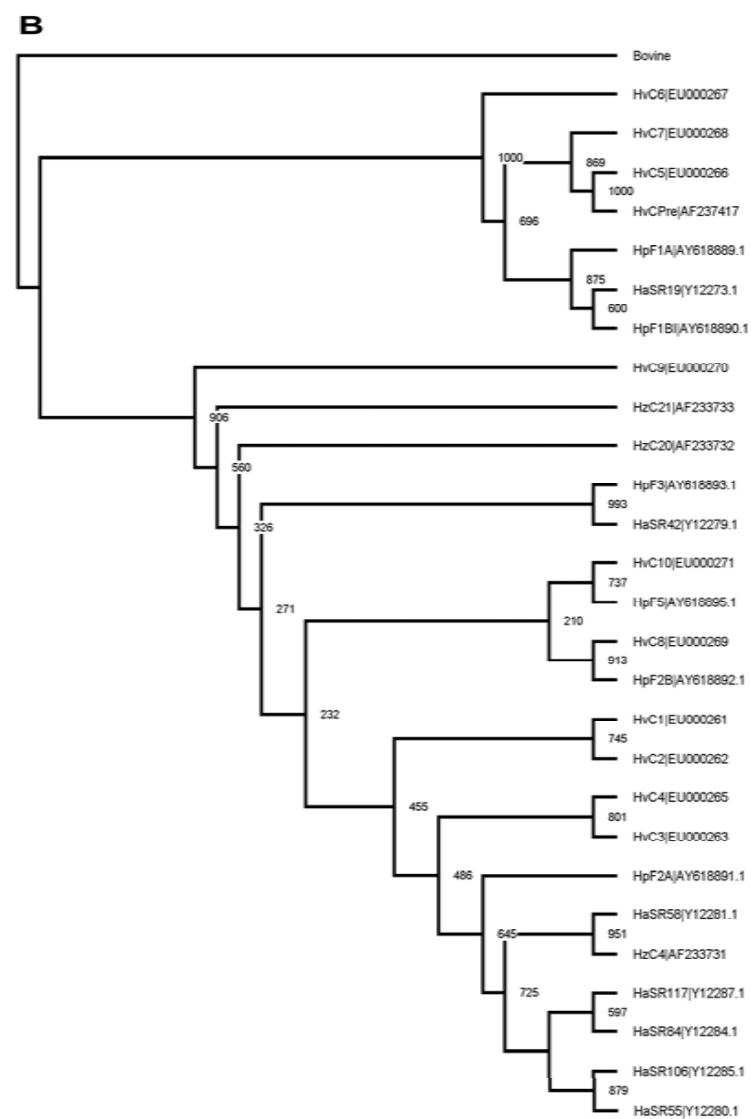 B
Bovine
HvC6|EU000267
HvC7|EU000268
1000
869
HvC5|EU000266
1000
HvCPre|AF237417
696
HpF1A|AY618889.1
875
HaSR19|Y12273.1
600
HpF1BI|AY618890.1
HvC9|EU000270
HzC21|AF233733
906
HzC20|AF233732
560
HpF3|AY618893.1
993
HaSR42|Y12279.1
326
HvC10|EU000271
737
HpF5|AY618895.1
271
210
HvC8|EU000269
913
HpF2B|AY618892.1
232
HvC1|EU000261
745
HvC2|EU000262
HvC4|EU000265
455
801
HvC3|EU000263
486
HpF2A|AY618891.1
HaSR58|Y12281.1
645
951
HzC4|AF233731
725
HaSR117|Y12287.1
597
HaSR84|Y12284.1
HaSR106|Y12285.1
879
HaSR55|Y12280.1